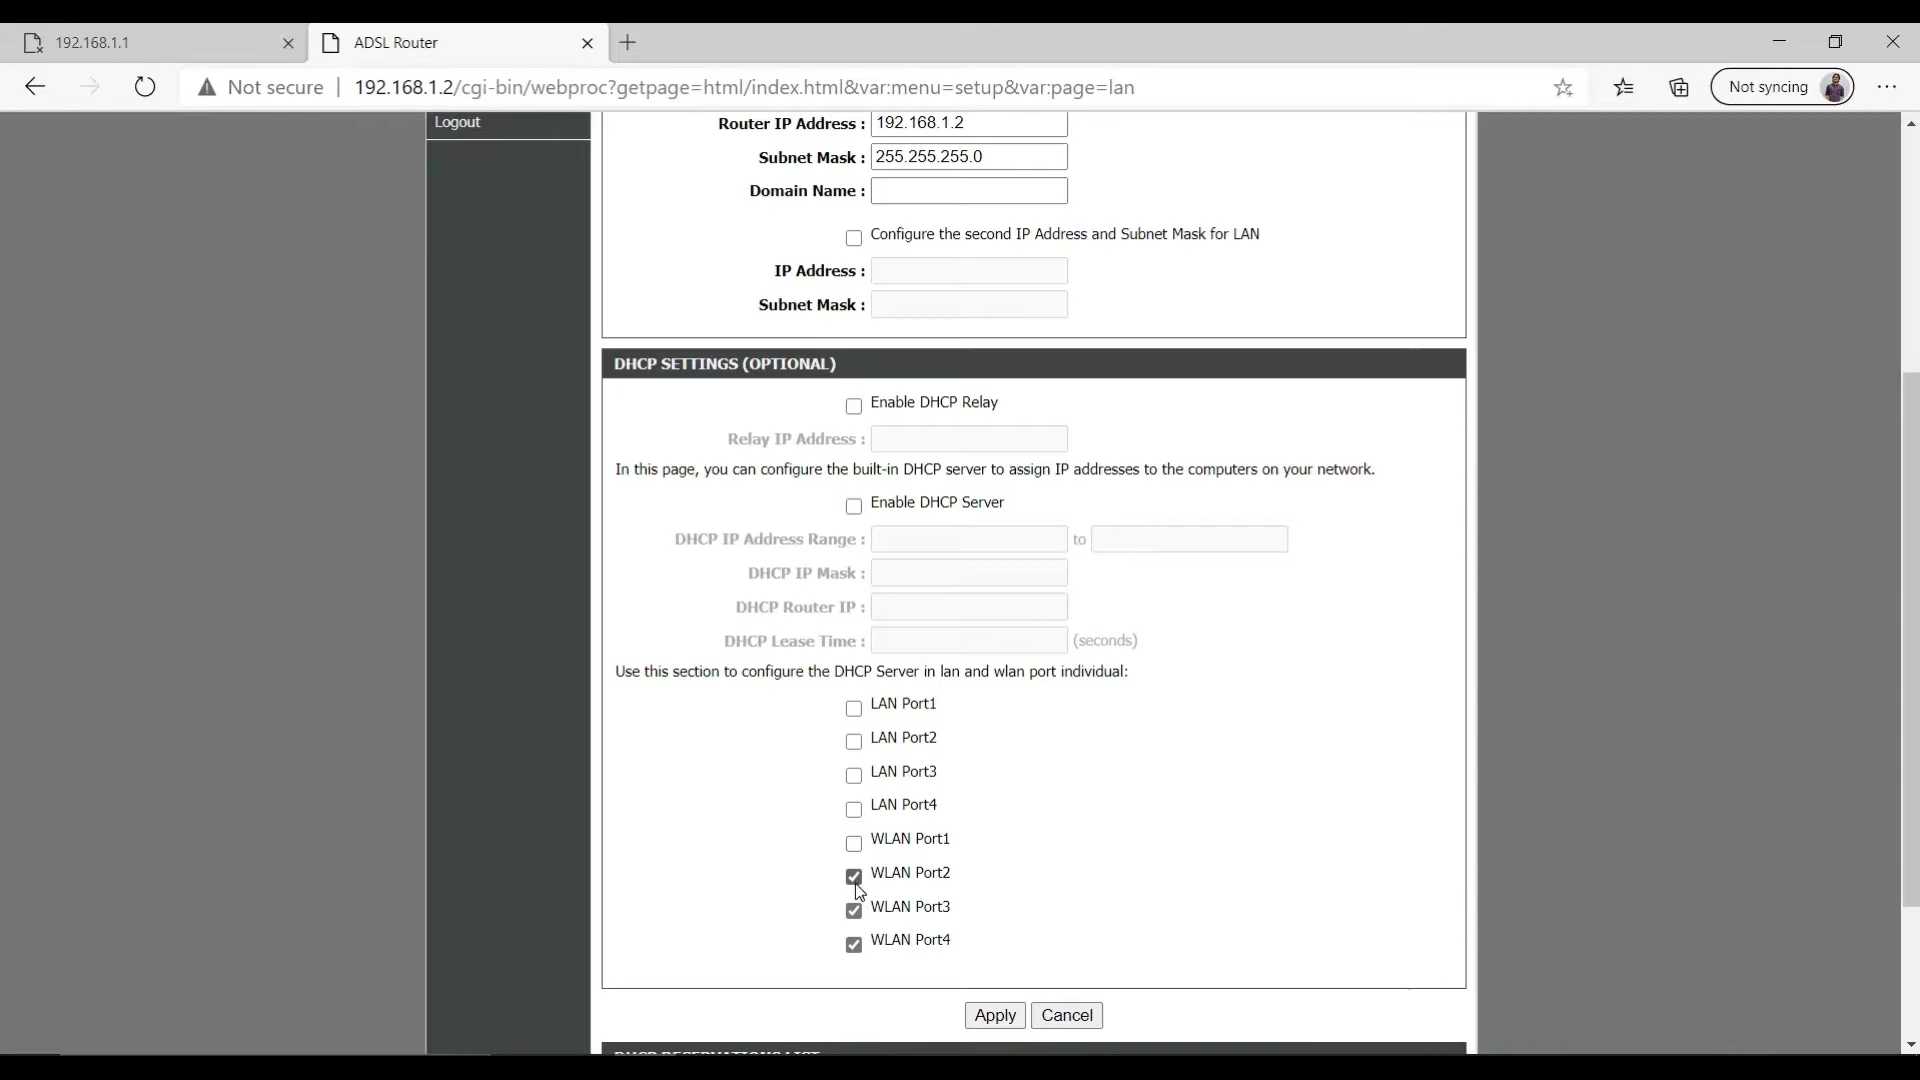 192.168.1.1
ADSL Router
Not secure
192.168.1.2/cgi-bin/webproc?getpage=html/index.html&var:menu=setup&var:page=lan
Not syncing
Logout
Router IP Address : 192.168.1.2
Subnet Mask : 255.255.255.0
Domain Name :
Configure the second IP Address and Subnet Mask for LAN
IP Address :
Subnet Mask :
DHCP SETTINGS (OPTIONAL)
Enable DHCP Relay
Relay IP Address :
In this page, you can configure the built-in DHCP server to assign IP addresses to the computers on your network.
Enable DHCP Server
DHCP IP Address Range : to
DHCP IP Mask :
DHCP Router IP :
DHCP Lease Time : (seconds)
Use this section to configure the DHCP Server in lan and wlan port individual:
LAN Port1
LAN Port2
LAN Port3
LAN Port4
WLAN Port1
WLAN Port2
WLAN Port3
WLAN Port4
Apply Cancel
DHCP RESERVATIONS LIST